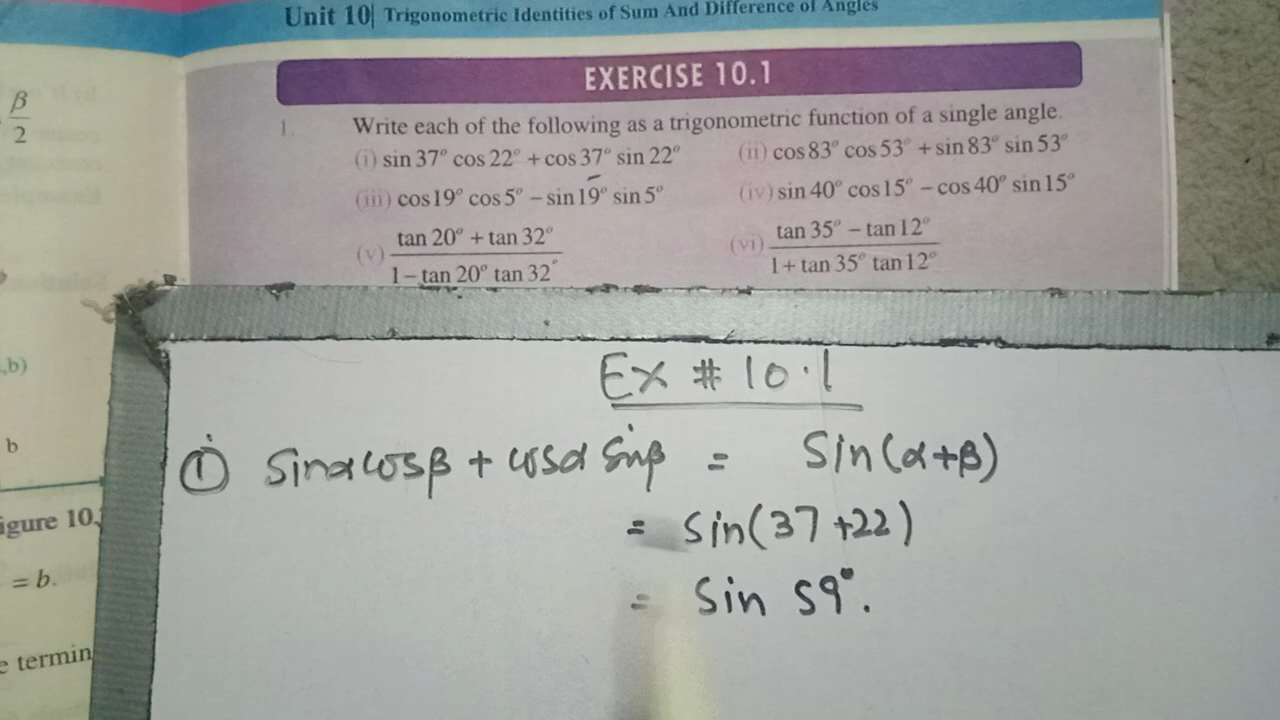 Unit 10| Trigonometric Identities of Sum And Difference of Angles
EXERCISE 10.1
1. Write each of the following as a trigonometric function of a single angle.
(i) sin 37° cos 22° + cos 37° sin 22° (ii) cos 83° cos 53° + sin 83° sin 53°
(iii) cos 19° cos 5° − sin 19° sin 5° (iv) sin 40° cos 15° − cos 40° sin 15°
(v) tan 20° + tan 32° / 1 − tan 20° tan 32° (vi) tan 35° − tan 12° / 1 + tan 35° tan 12°
β/2
,b)
b
igure 10.
= b.
e termin
Ex # 10.1
(i) Sinα cosβ + cosα Sinβ = Sin(α+β)
= Sin(37+22)
= Sin 59°.